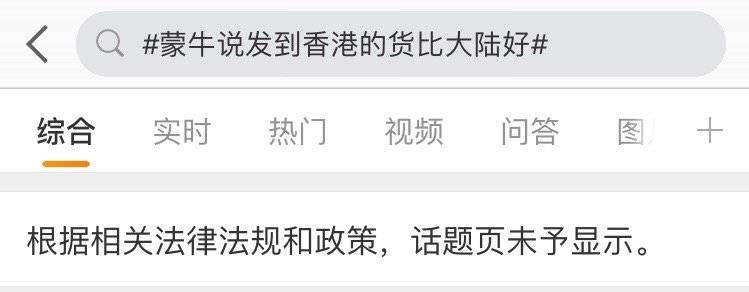 #蒙牛说发到香港的货比大陆好#
综合 实时 热门 视频 问答 图
根据相关法律法规和政策，话题页未予显示。